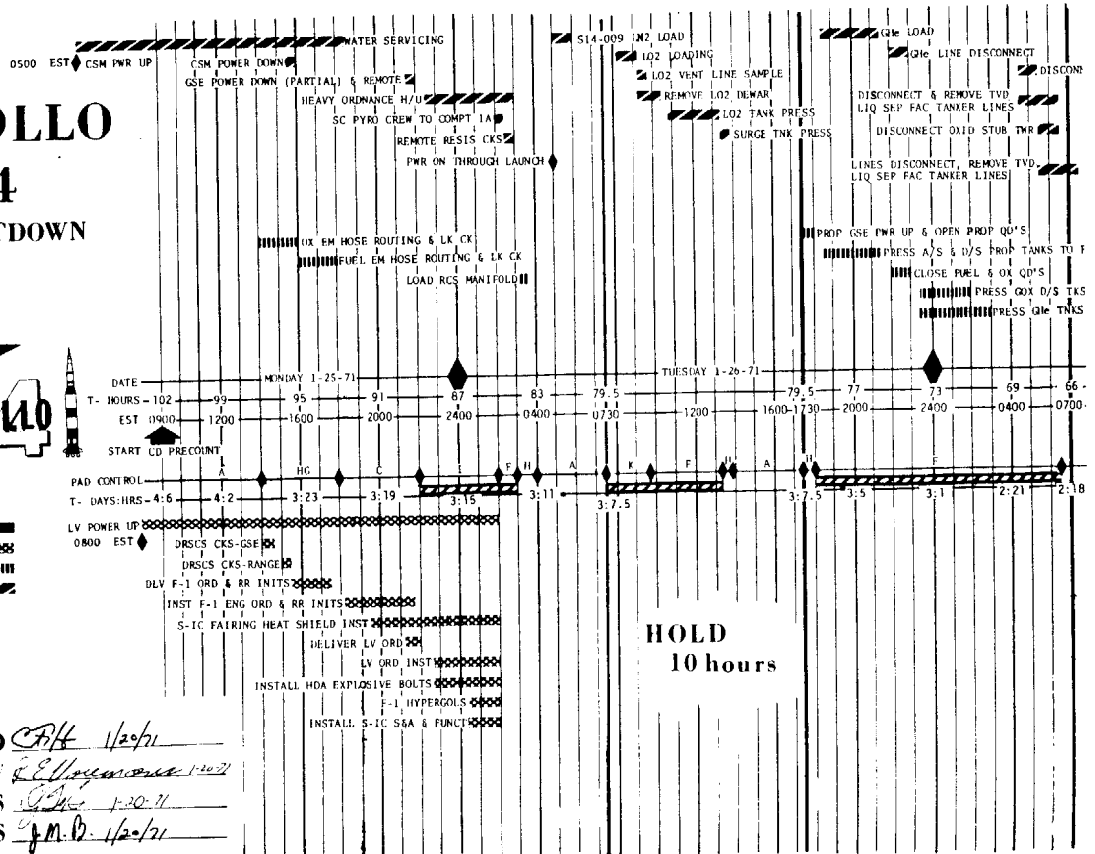 WATER SERVICING
0500 EST CSM PWR UP
CSM POWER DOWN
GSE POWER DOWN (PARTIAL) & REMOTE
HEAVY ORDNANCE H/U
SC PYRO CREW TO COMPT IA
REMOTE RESIS CKS
PWR ON THROUGH LAUNCH
S14-009 LN2 LOAD
LO2 LOADING
LO2 VENT LINE SAMPLE
REMOVE LO2 DEWAR
LO2 TANK PRESS
SURGE TNK PRESS
GHe LOAD
GHe LINE DISCONNECT
DISCONN
DISCONNECT & REMOVE TVD
LIQ SEP FAC TANKER LINES
DISCONNECT OXID STUB TWR
LINES DISCONNECT, REMOVE TVD
LIQ SEP FAC TANKER LINES
OLLO
4
TDOWN
OX EM HOSE ROUTING & LK CK
FUEL EM HOSE ROUTING & LK CK
LOAD RCS MANIFOLD
PROP GSE PWR UP & OPEN PROP QD'S
PRESS A/S & D/S PROP TANKS TO F
CLOSE FUEL & OX QD'S
PRESS GOX D/S TKS
PRESS GHe TNKS
LLO
4
DATE MONDAY 1-25-71 TUESDAY 1-26-71
T- HOURS 102 99 95 91 87 83 79.5 79.5 77 73 69 66
EST 0900 1200 1600 2000 2400 0400 0730 1200 1600 1730 2000 2400 0400 0700
START CD PRECOUNT
PAD CONTROL A HG C E F H A K F H A H F
T- DAYS:HRS 4:6 4:2 3:23 3:19 3:15 3:11 3:7.5 3:7.5 3:5 3:1 2:21 2:18
LV POWER UP
0800 EST
DRSCS CKS-GSE
DRSCS CKS-RANGE
DLV F-1 ORD & RR INITS
INST F-1 ENG ORD & RR INITS
S-IC FAIRING HEAT SHIELD INST
DELIVER LV ORD
LV ORD INST
INSTALL HDA EXPLOSIVE BOLTS
F-1 HYPERGOLS
INSTALL S-IC S&A & FUNCT
HOLD
10 hours
1/20/71
1-20-71
S 1-20-71
S J.M.B. 1/20/71